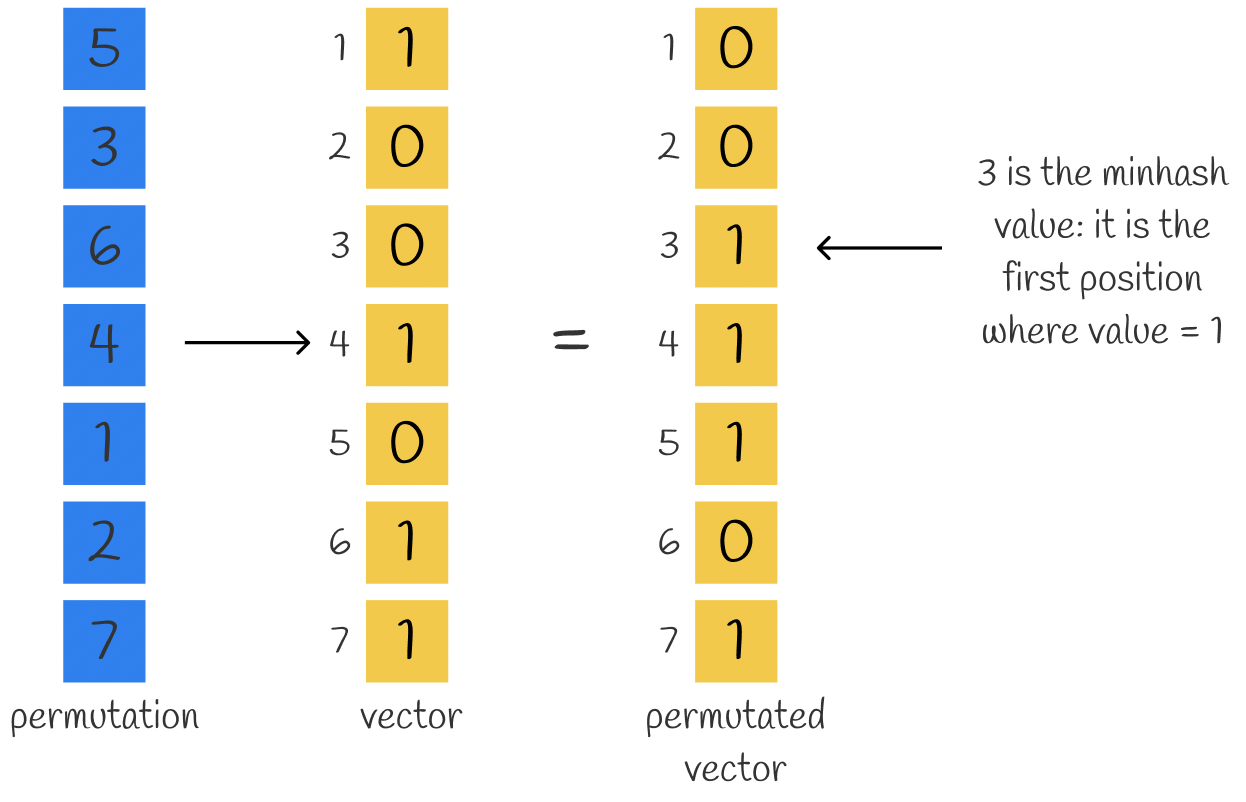 5 1 1 1 0
3 2 0 2 0
6 3 0 3 1
4 4 1 = 4 1
1 5 0 5 1
2 6 1 6 0
7 7 1 7 1
permutation vector permutated
vector
3 is the minhash
value: it is the
first position
where value = 1